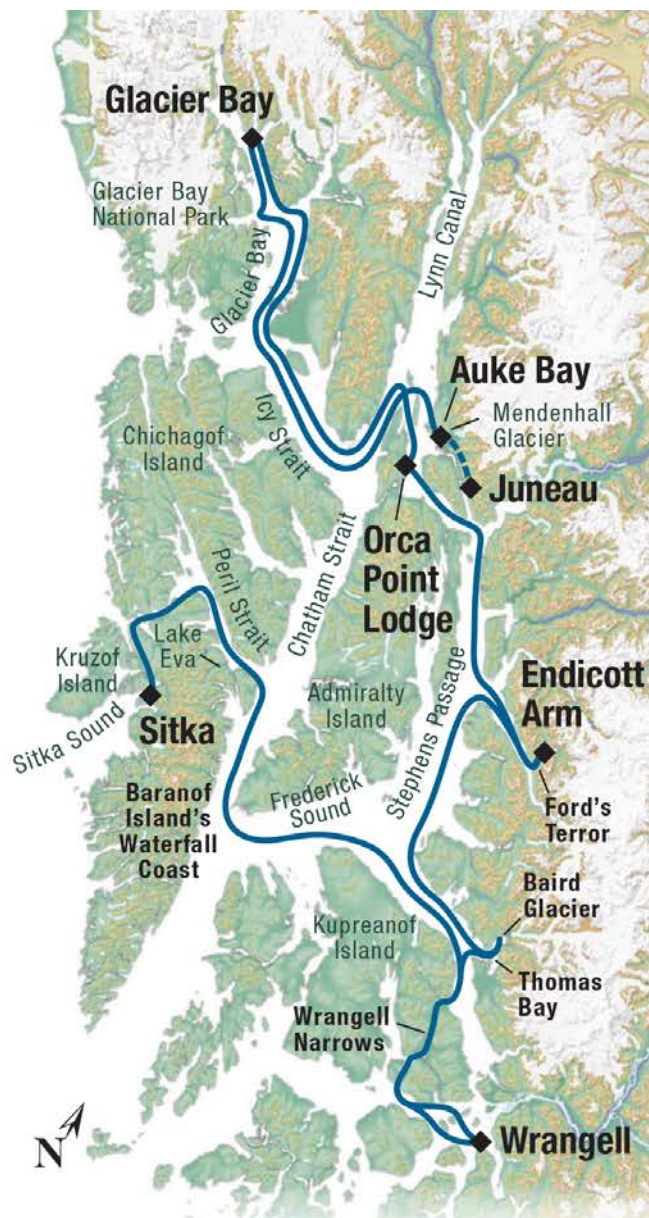 Glacier Bay
Glacier Bay
National Park
Glacier Bay
Lynn Canal
Auke Bay
Mendenhall
Glacier
Icy Strait
Chichagof
Island
Juneau
Orca
Point
Lodge
Chatham Strait
Peril Strait
Lake
Eva
Kruzof
Island
Sitka
Sitka Sound
Admiralty
Island
Stephens Passage
Endicott
Arm
Ford's
Terror
Baranof
Island's
Waterfall
Coast
Frederick
Sound
Baird
Glacier
Kupreanof
Island
Thomas
Bay
Wrangell
Narrows
N
Wrangell